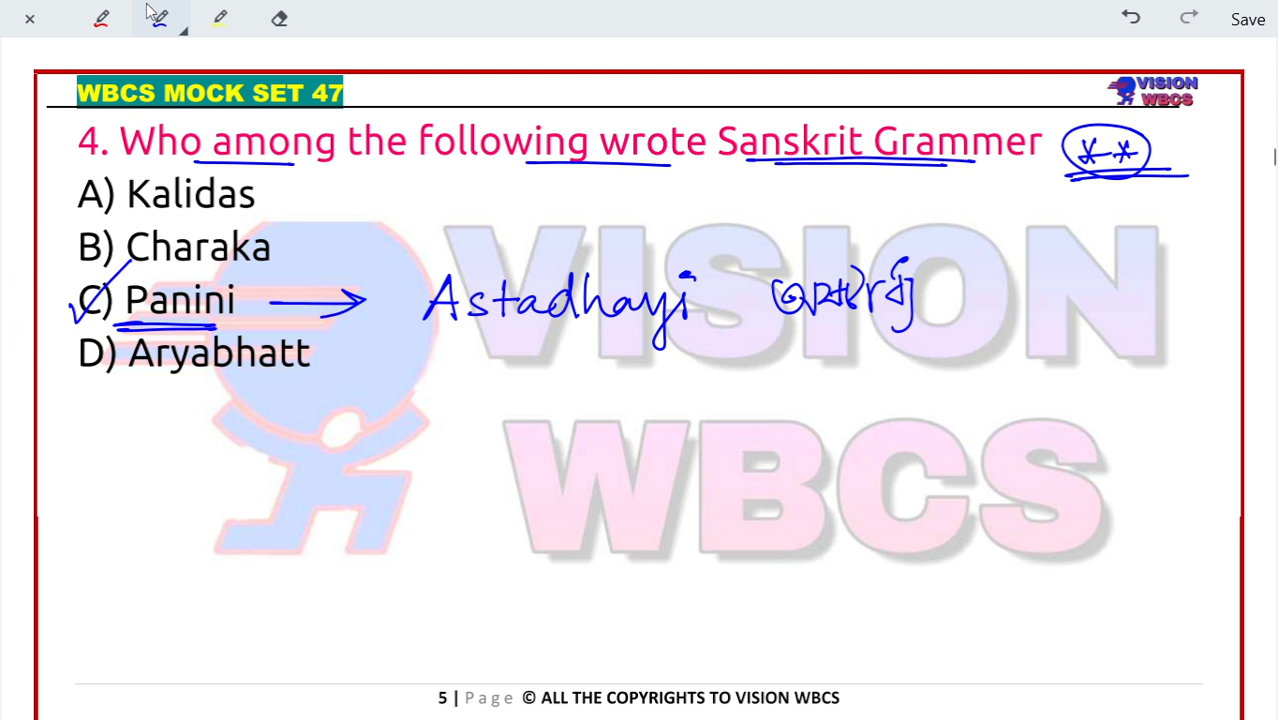 Save
WBCS MOCK SET 47
VISION
WBCS
4. Who among the following wrote Sanskrit Grammer **
A) Kalidas
B) Charaka
C) Panini → Astadhayi
D) Aryabhatt
VISION
WBCS
5 | Page © ALL THE COPYRIGHTS TO VISION WBCS